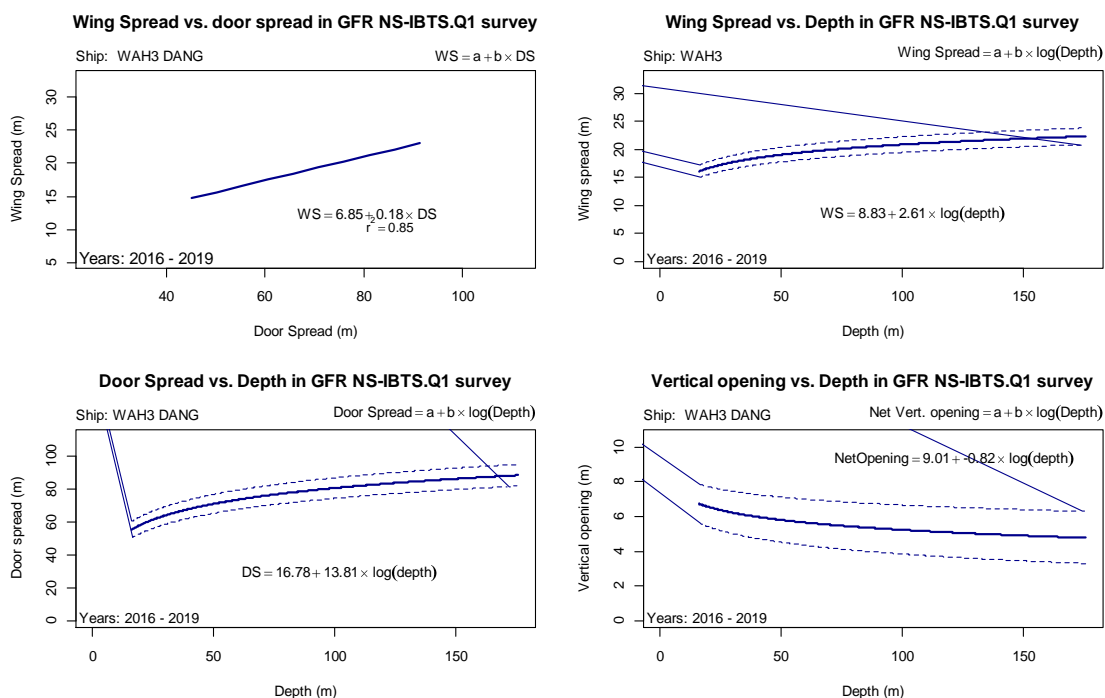 Wing Spread vs. door spread in GFR NS-IBTS.Q1 survey
Ship: WAH3 DANG
WS = a + b × DS
Wing Spread (m)
30
25
20
15
10
5
WS = 6.85 + 0.18 × DS
r² = 0.85
Years: 2016 - 2019
40 60 80 100
Door Spread (m)
Wing Spread vs. Depth in GFR NS-IBTS.Q1 survey
Ship: WAH3
Wing Spread = a + b × log(Depth)
Wing spread (m)
30
25
20
15
10
5
0
WS = 8.83 + 2.61 × log(depth)
Years: 2016 - 2019
0 50 100 150
Depth (m)
Door Spread vs. Depth in GFR NS-IBTS.Q1 survey
Ship: WAH3 DANG
Door Spread = a + b × log(Depth)
Door spread (m)
100
80
60
40
20
0
DS = 16.78 + 13.81 × log(depth)
Years: 2016 - 2019
0 50 100 150
Depth (m)
Vertical opening vs. Depth in GFR NS-IBTS.Q1 survey
Ship: WAH3 DANG
Net Vert. opening = a + b × log(Depth)
Vertical opening (m)
10
8
6
4
2
0
NetOpening = 9.01 + -0.82 × log(depth)
Years: 2016 - 2019
0 50 100 150
Depth (m)